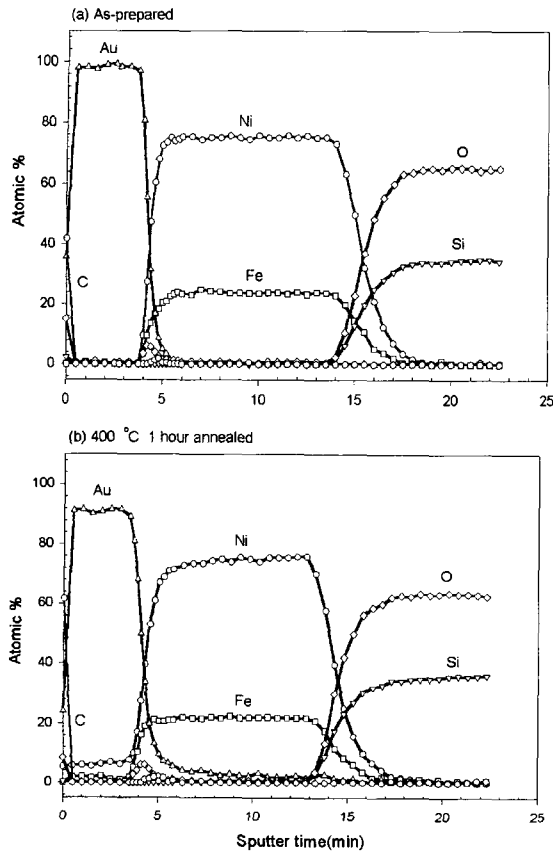 (a) As-prepared
Au
Ni
O
Si
C
Fe
Atomic %
100
80
60
40
20
0
0 5 10 15 20 25
(b) 400 °C 1 hour annealed
Au
Ni
O
Si
Fe
C
Atomic %
100
80
60
40
20
0
0 5 10 15 20 25
Sputter time(min)